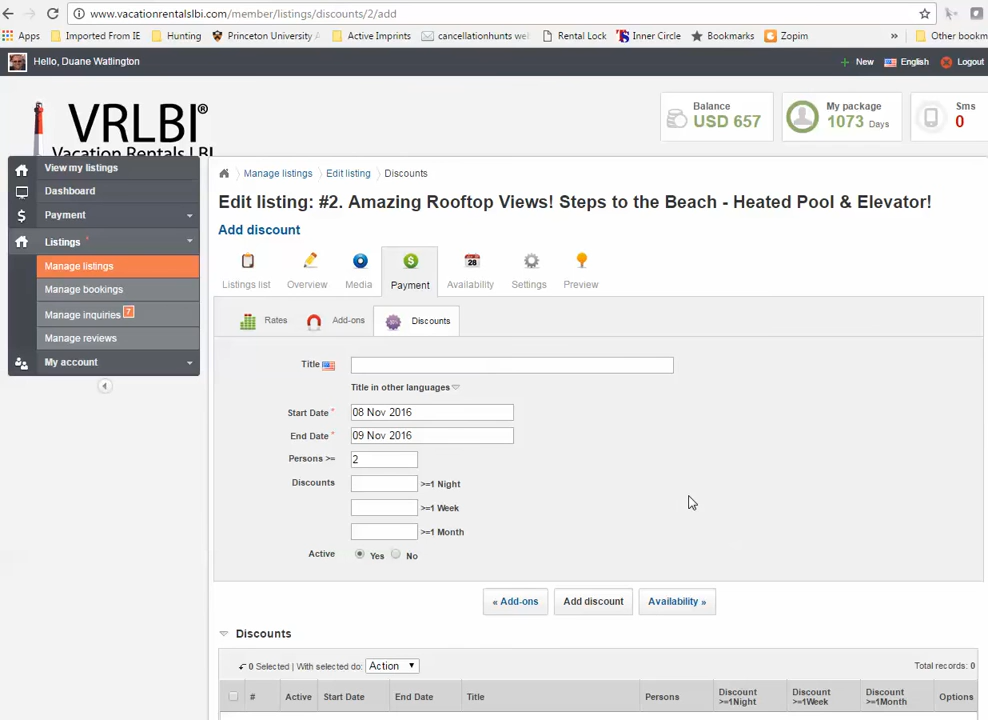 www.vacationrentalslbi.com/member/listings/discounts/2/add
Apps Imported From IE Hunting Princeton University Active Imprints cancellationhunts we Rental Lock Inner Circle Bookmarks Zopim » Other bookm
Hello, Duane Watlington
New English Logout
VRLBI®
Vacation Rentals LBI
Balance
USD 657
My package
1073 Days
Sms
0
View my listings
Dashboard
Payment
Listings *
Manage listings
Manage bookings
Manage inquiries 7
Manage reviews
My account
Manage listings Edit listing Discounts
Edit listing: #2. Amazing Rooftop Views! Steps to the Beach - Heated Pool & Elevator!
Add discount
Listings list Overview Media Payment Availability Settings Preview
28
Rates Add-ons Discounts
Title
Title in other languages
Start Date * 08 Nov 2016
End Date * 09 Nov 2016
Persons >= 2
Discounts >=1 Night
>=1 Week
>=1 Month
Active Yes No
« Add-ons Add discount Availability »
Discounts
0 Selected | With selected do: Action Total records: 0
# Active Start Date End Date Title Persons Discount >=1Night Discount >=1Week Discount >=1Month Options